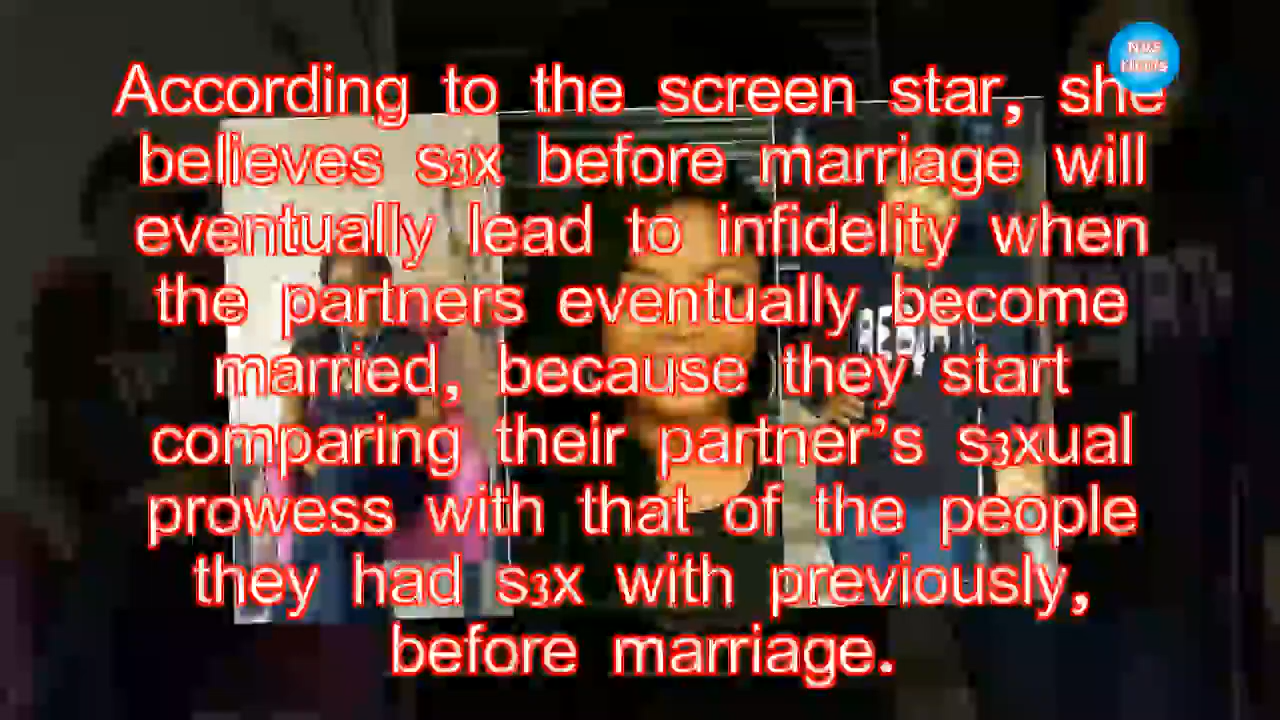 According to the screen star, she
believes s3x before marriage will
eventually lead to infidelity when
the partners eventually become
married, because they start
comparing their partner's s3xual
prowess with that of the people
they had s3x with previously,
before marriage.